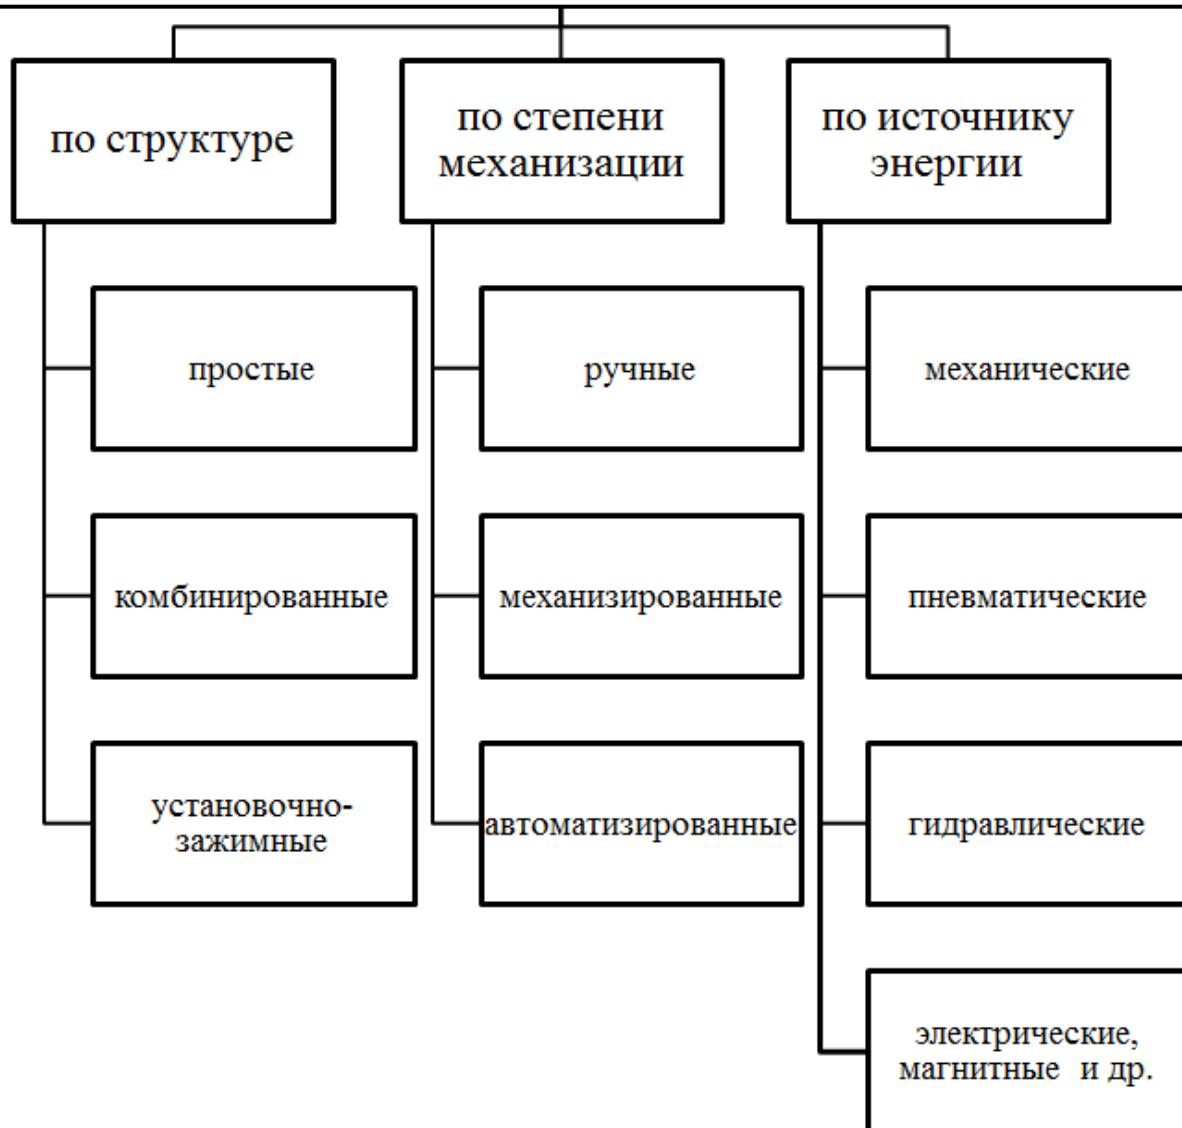 по структуре
по степени
механизации
по источнику
энергии
простые
ручные
механические
комбинированные
механизированные
пневматические
установочно-
зажимные
автоматизированные
гидравлические
электрические,
магнитные и др.